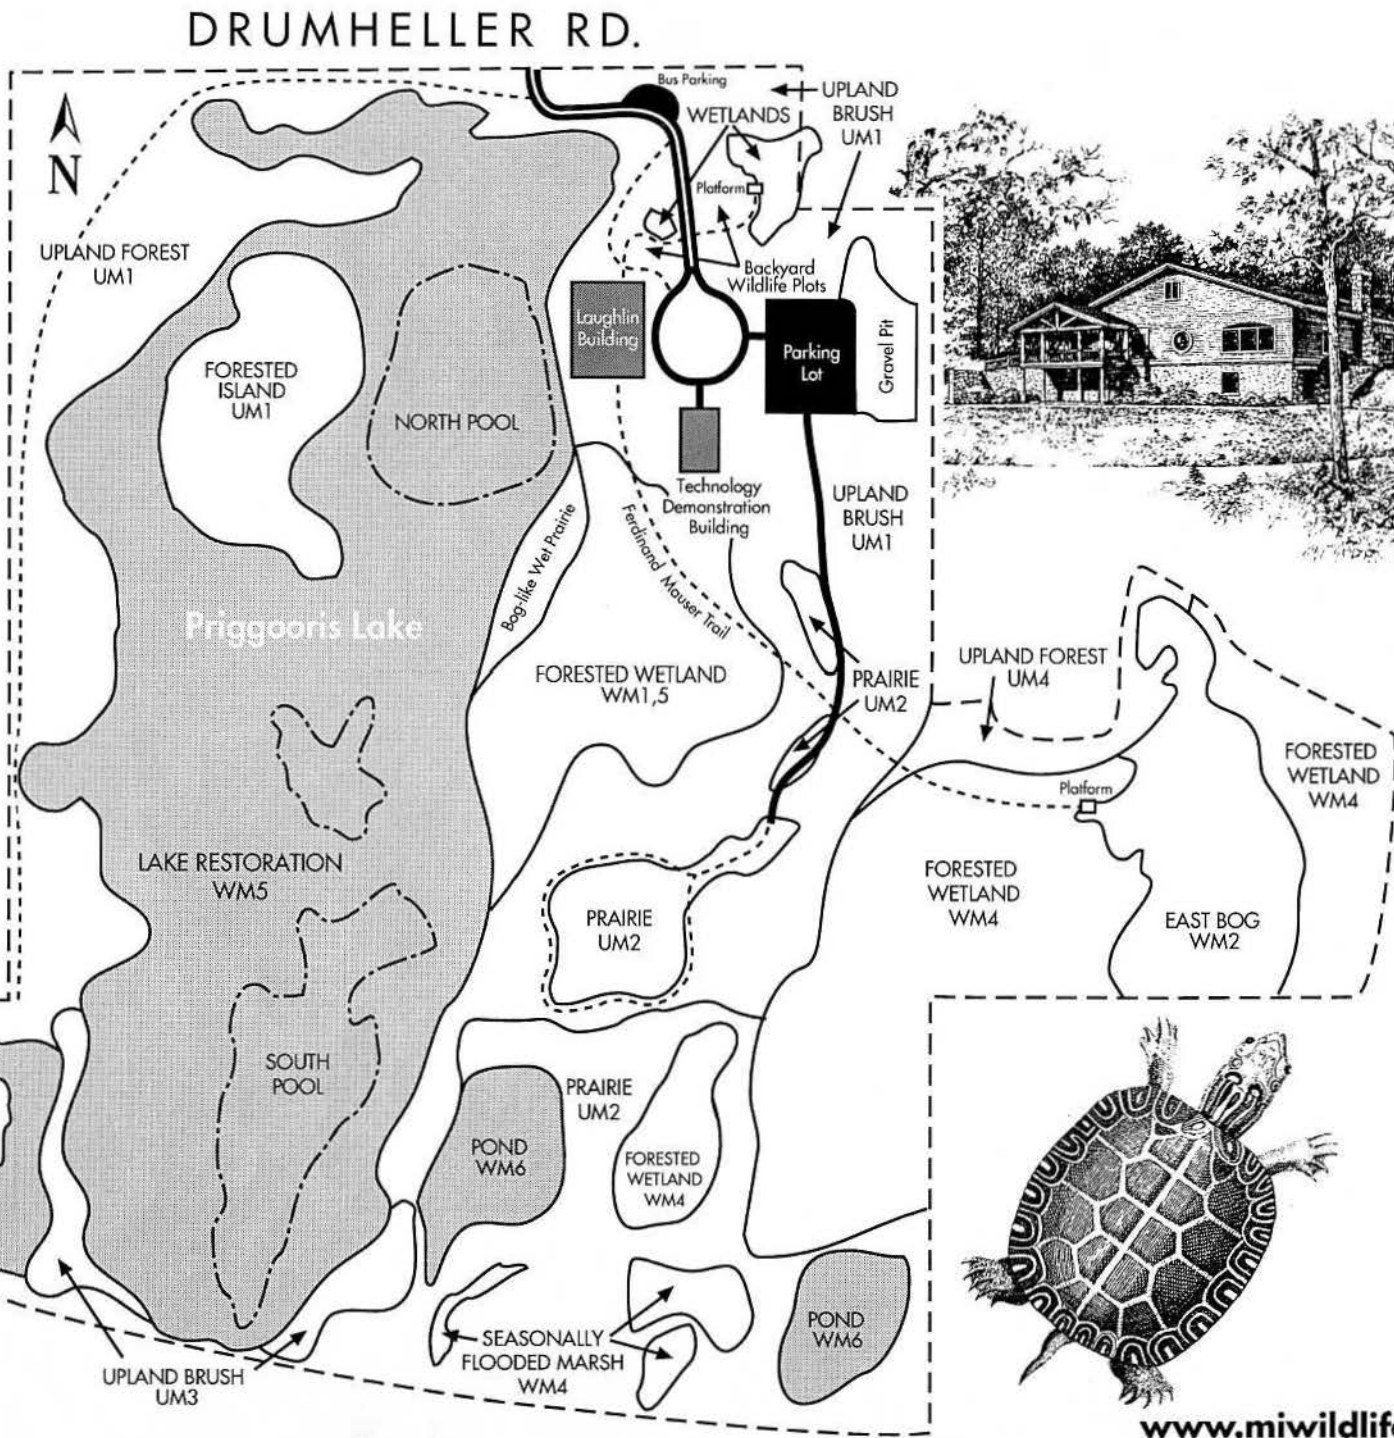 DRUMHELLER RD.
Bus Parking
UPLAND
BRUSH
UM1
WETLANDS
N
Platform
UPLAND FOREST
UM1
Backyard
Wildlife Plots
Laughlin
Building
Parking
Lot
Gravel Pit
FORESTED
ISLAND
UM1
NORTH POOL
Technology
Demonstration
Building
UPLAND
BRUSH
UM1
Bog-like Wet Prairie
Ferdinand Mauser Trail
Priggooris Lake
FORESTED WETLAND
WM1,5
PRAIRIE
UM2
UPLAND FOREST
UM4
FORESTED
WETLAND
WM4
Platform
LAKE RESTORATION
WM5
FORESTED
WETLAND
WM4
PRAIRIE
UM2
EAST BOG
WM2
SOUTH
POOL
PRAIRIE
UM2
POND
WM6
FORESTED
WETLAND
WM4
SEASONALLY
FLOODED MARSH
WM4
POND
WM6
UPLAND BRUSH
UM3
www.miwildlife